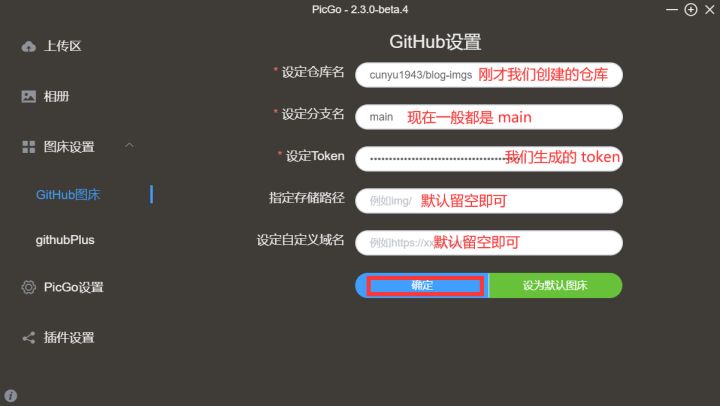 PicGo - 2.3.0-beta.4
上传区
相册
图床设置
GitHub图床
githubPlus
PicGo设置
插件设置
GitHub设置
* 设定仓库名 cunyu1943/blog-imgs 刚才我们创建的仓库
* 设定分支名 main 现在一般都是 main
* 设定Token 我们生成的 token
指定存储路径 例如img/ 默认留空即可
设定自定义域名 例如https://xx 默认留空即可
确定 设为默认图床